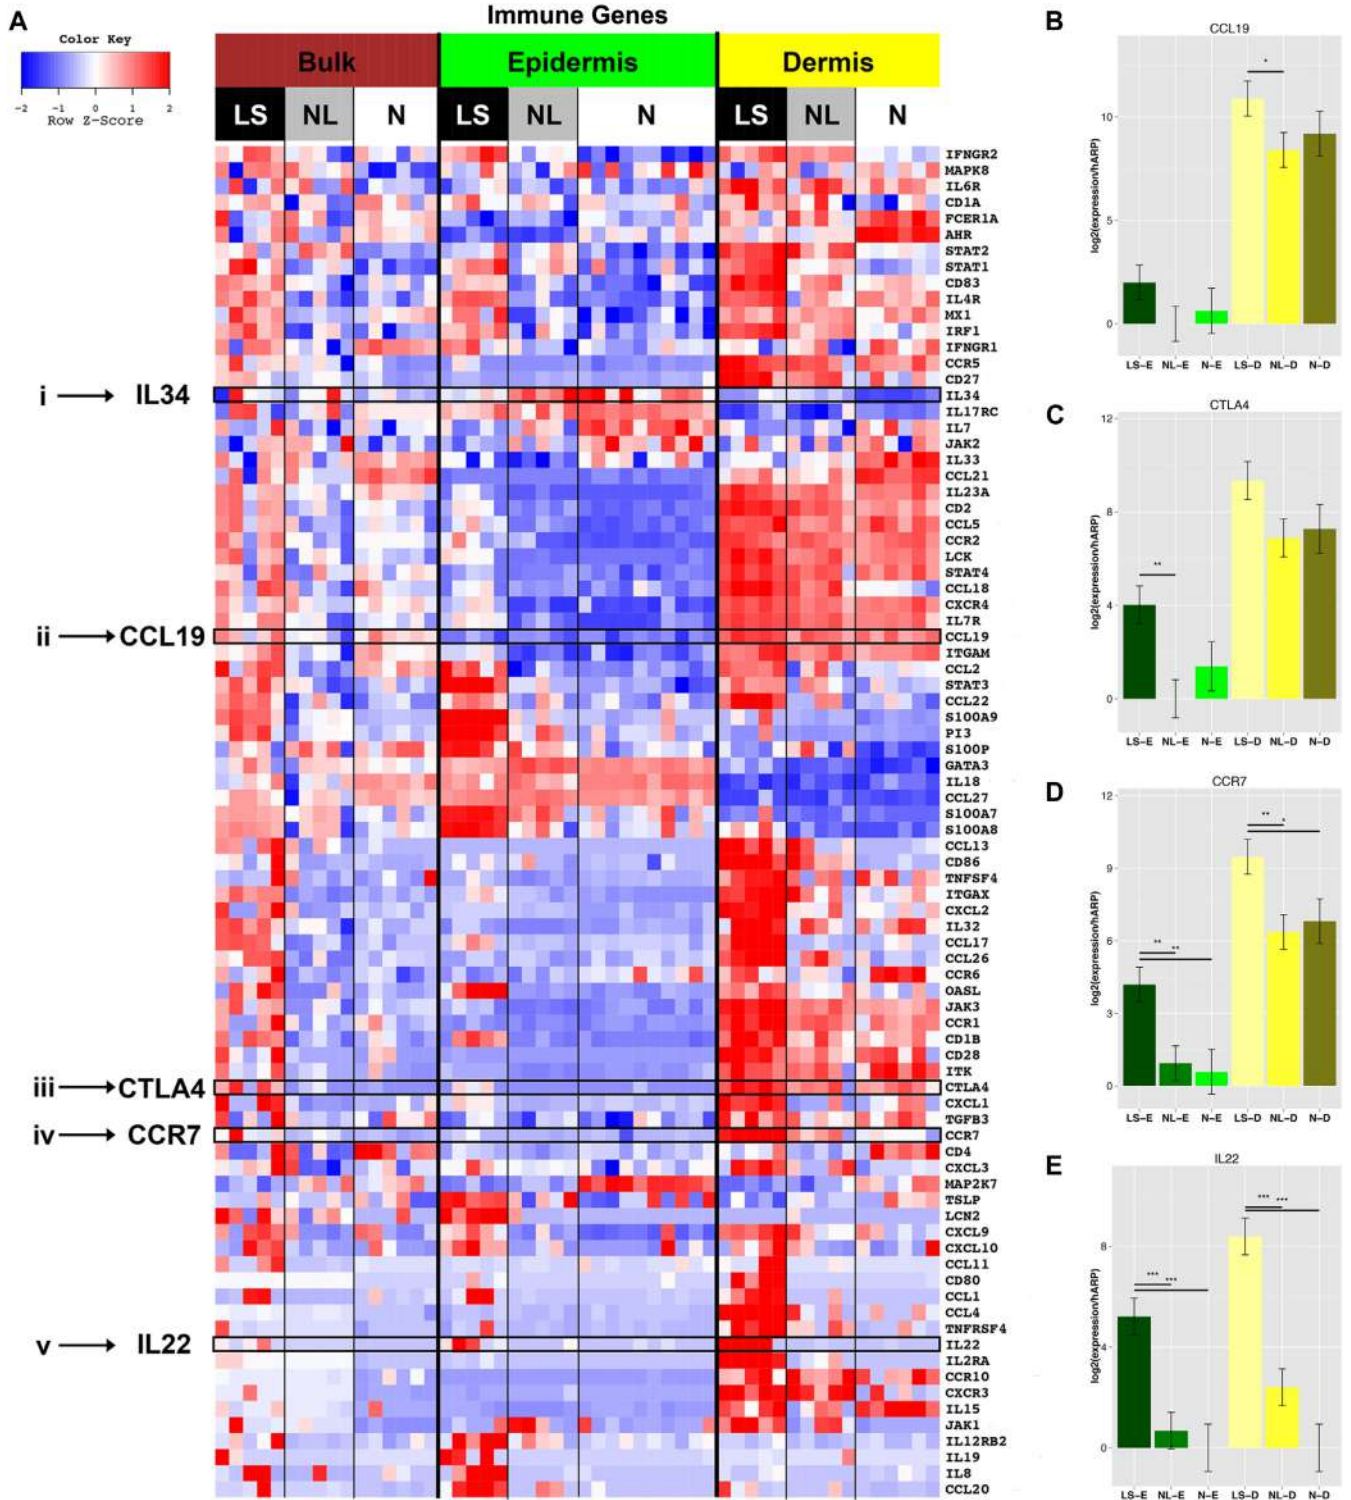 A
Immune Genes
Color Key
-2 -1 0 1 2
Row Z-Score
Bulk Epidermis Dermis
LS NL N LS NL N LS NL N
IFNGR2
MAPK8
IL6R
CD1A
FCER1A
AHR
STAT2
STAT1
CD83
IL4R
MX1
IRF1
IFNGR1
CCR5
CD27
i IL34 IL34
IL17RC
IL7
JAK2
IL33
CCL21
IL23A
CD2
CCL5
CCR2
LCK
STAT4
CCL18
CXCR4
IL7R
ii CCL19 CCL19
ITGAM
CCL2
STAT3
CCL22
S100A9
PI3
S100P
GATA3
IL18
CCL27
S100A7
S100A8
CCL13
CD86
TNFSF4
ITGAX
CXCL2
IL32
CCL17
CCL26
CCR6
OASL
JAK3
CCR1
CD1B
CD28
ITK
iii CTLA4 CTLA4
CXCL1
TGFB3
iv CCR7 CCR7
CD4
CXCL3
MAP2K7
TSLP
LCN2
CXCL9
CXCL10
CCL11
CD80
CCL1
CCL4
TNFRSF4
v IL22 IL22
IL2RA
CCR10
CXCR3
IL15
JAK1
IL12RB2
IL19
IL8
CCL20
B
CCL19
log2(expression/hARP)
10
5
0
*
LS-E NL-E N-E LS-D NL-D N-D
C
CTLA4
log2(expression/hARP)
12
8
4
0
**
LS-E NL-E N-E LS-D NL-D N-D
D
CCR7
log2(expression/hARP)
12
9
6
3
0
** **
** *
LS-E NL-E N-E LS-D NL-D N-D
E
IL22
log2(expression/hARP)
8
4
0
*** ***
*** ***
LS-E NL-E N-E LS-D NL-D N-D